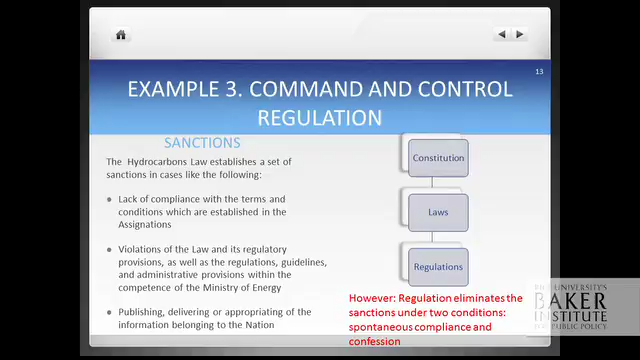 13
EXAMPLE 3. COMMAND AND CONTROL
REGULATION
SANCTIONS
The Hydrocarbons Law establishes a set of
sanctions in cases like the following:
Lack of compliance with the terms and
conditions which are established in the
Assignations
Violations of the Law and its regulatory
provisions, as well as the regulations, guidelines,
and administrative provisions within the
competence of the Ministry of Energy
Publishing, delivering or appropriating of the
information belonging to the Nation
Constitution
Laws
Regulations
However: Regulation eliminates the
sanctions under two conditions:
spontaneous compliance and
confession
RICE UNIVERSITY'S
BAKER
INSTITUTE
FOR PUBLIC POLICY